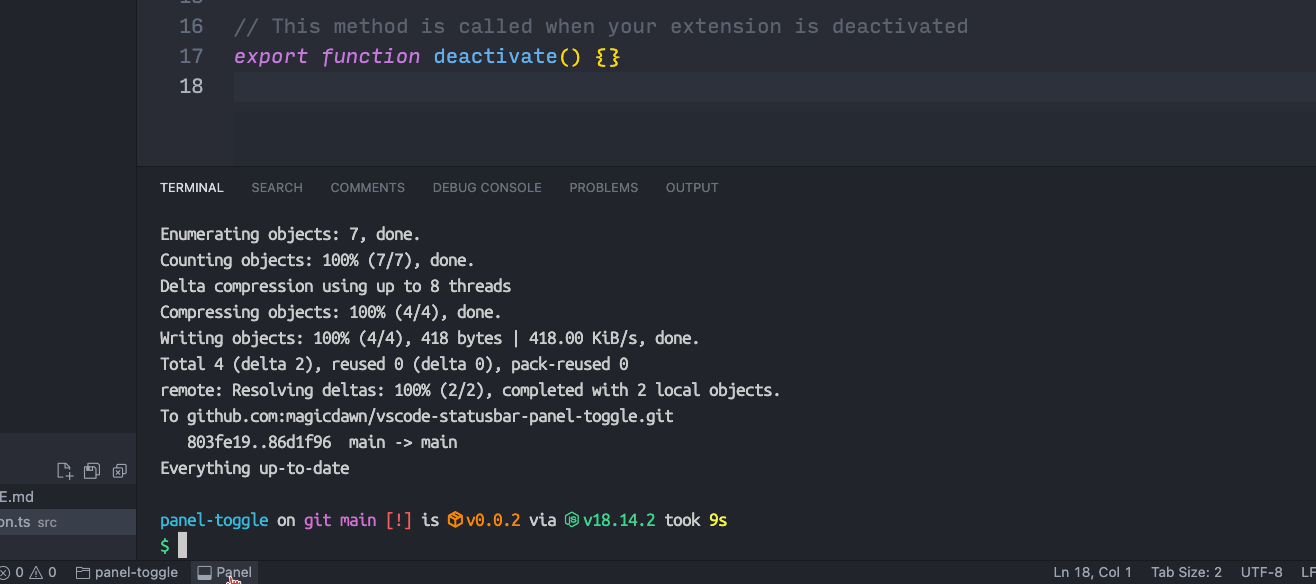 16 // This method is called when your extension is deactivated
17 export function deactivate() {}
18
TERMINAL SEARCH COMMENTS DEBUG CONSOLE PROBLEMS OUTPUT
Enumerating objects: 7, done.
Counting objects: 100% (7/7), done.
Delta compression using up to 8 threads
Compressing objects: 100% (4/4), done.
Writing objects: 100% (4/4), 418 bytes | 418.00 KiB/s, done.
Total 4 (delta 2), reused 0 (delta 0), pack-reused 0
remote: Resolving deltas: 100% (2/2), completed with 2 local objects.
To github.com:magicdawn/vscode-statusbar-panel-toggle.git
803fe19..86d1f96 main -> main
Everything up-to-date
E.md
on.ts src
panel-toggle on git main [!] is v0.0.2 via v18.14.2 took 9s
$
0 0 panel-toggle Panel Ln 18, Col 1 Tab Size: 2 UTF-8 LF